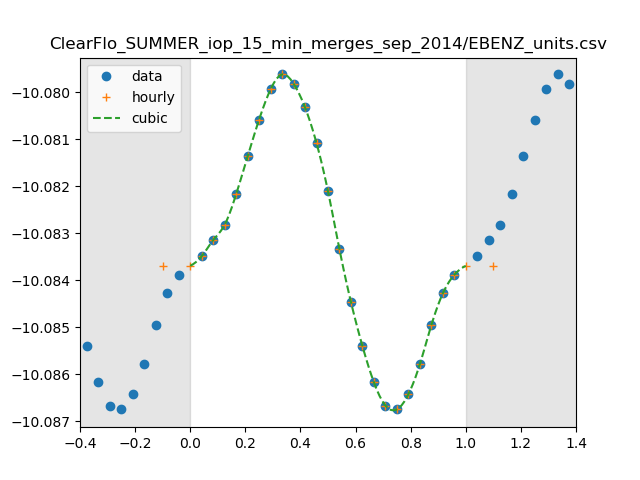 ClearFlo_SUMMER_iop_15_min_merges_sep_2014/EBENZ_units.csv
data
hourly
cubic
−10.080
−10.081
−10.082
−10.083
−10.084
−10.085
−10.086
−10.087
−0.4 −0.2 0.0 0.2 0.4 0.6 0.8 1.0 1.2 1.4